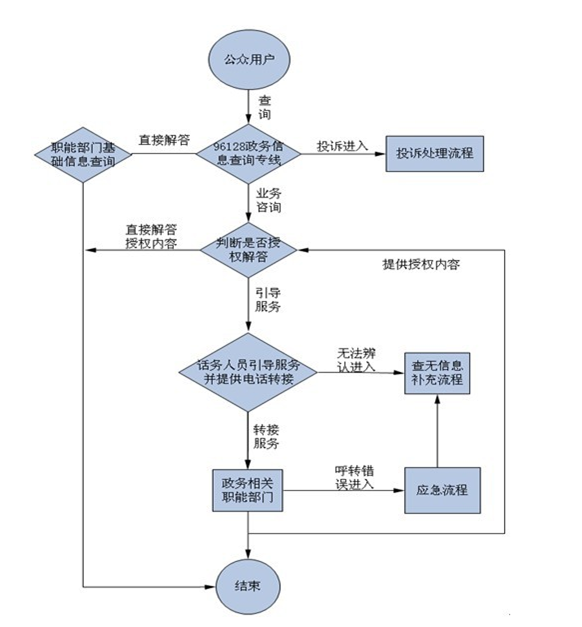 公众用户
查
询
职能部门基
础信息查询
直接解答
96128政务信
息查询专线
投诉进入
投诉处理流程
业务
咨询
直接解答
授权内容
判断是否授
权解答
提供授权内容
引导
服务
话务人员引导服务
并提供电话转接
无法辨
认进入
查无信息
补充流程
转接
服务
政务相关
职能部门
呼转错
误进入
应急流程
结束